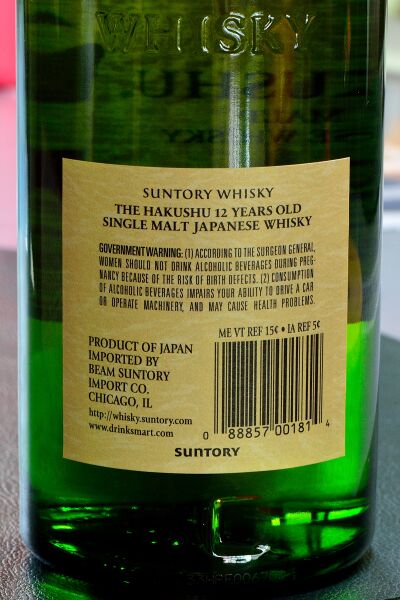 WHISKY
SUNTORY WHISKY
THE HAKUSHU 12 YEARS OLD
SINGLE MALT JAPANESE WHISKY
GOVERNMENT WARNING: (1) ACCORDING TO THE SURGEON GENERAL,
WOMEN SHOULD NOT DRINK ALCOHOLIC BEVERAGES DURING PREG-
NANCY BECAUSE OF THE RISK OF BIRTH DEFECTS. (2) CONSUMPTION
OF ALCOHOLIC BEVERAGES IMPAIRS YOUR ABILITY TO DRIVE A CAR
OR OPERATE MACHINERY, AND MAY CAUSE HEALTH PROBLEMS.
ME VT REF 15¢ • IA REF 5¢
PRODUCT OF JAPAN
IMPORTED BY
BEAM SUNTORY
IMPORT CO.
CHICAGO, IL
http://whisky.suntory.com
www.drinksmart.com
0 88857 00181 4
SUNTORY